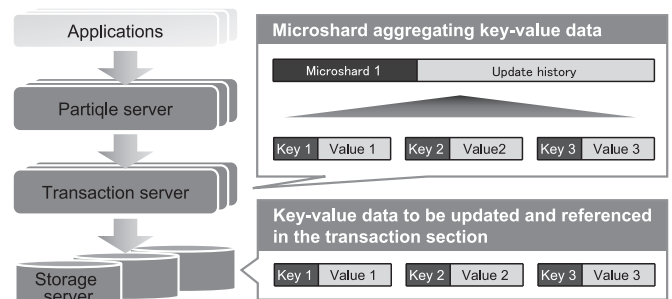 Applications
Partiqle server
Transaction server
Storage
server
Microshard aggregating key-value data
Microshard 1 Update history
Key 1 Value 1 Key 2 Value2 Key 3 Value 3
Key-value data to be updated and referenced
in the transaction section
Key 1 Value 1 Key 2 Value 2 Key 3 Value 3